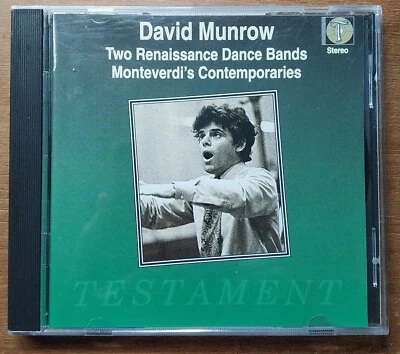 David Munrow
Two Renaissance Dance Bands
Monteverdi's Contemporaries
T
Stereo
TESTAMENT